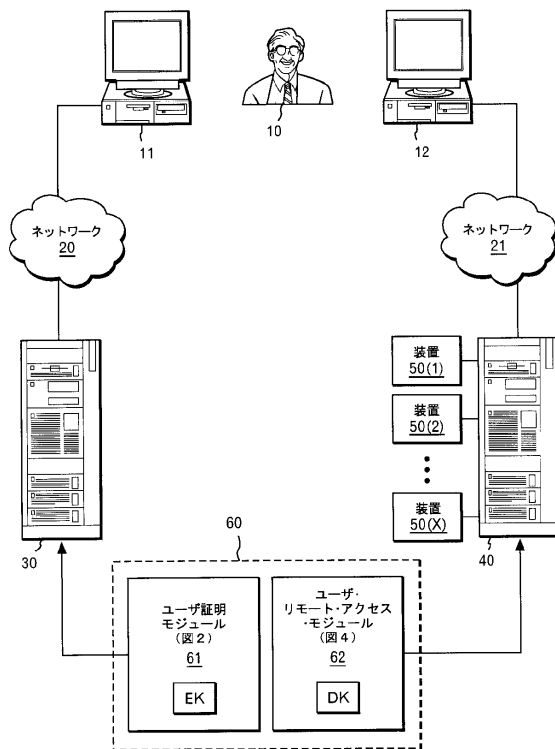 11
10
12
ネットワーク
20
ネットワーク
21
装置
50(1)
装置
50(2)
装置
50(X)
30
40
60
ユーザ証明
モジュール
(図2)
61
EK
ユーザ・
リモート・アクセス
・モジュール
(図4)
62
DK